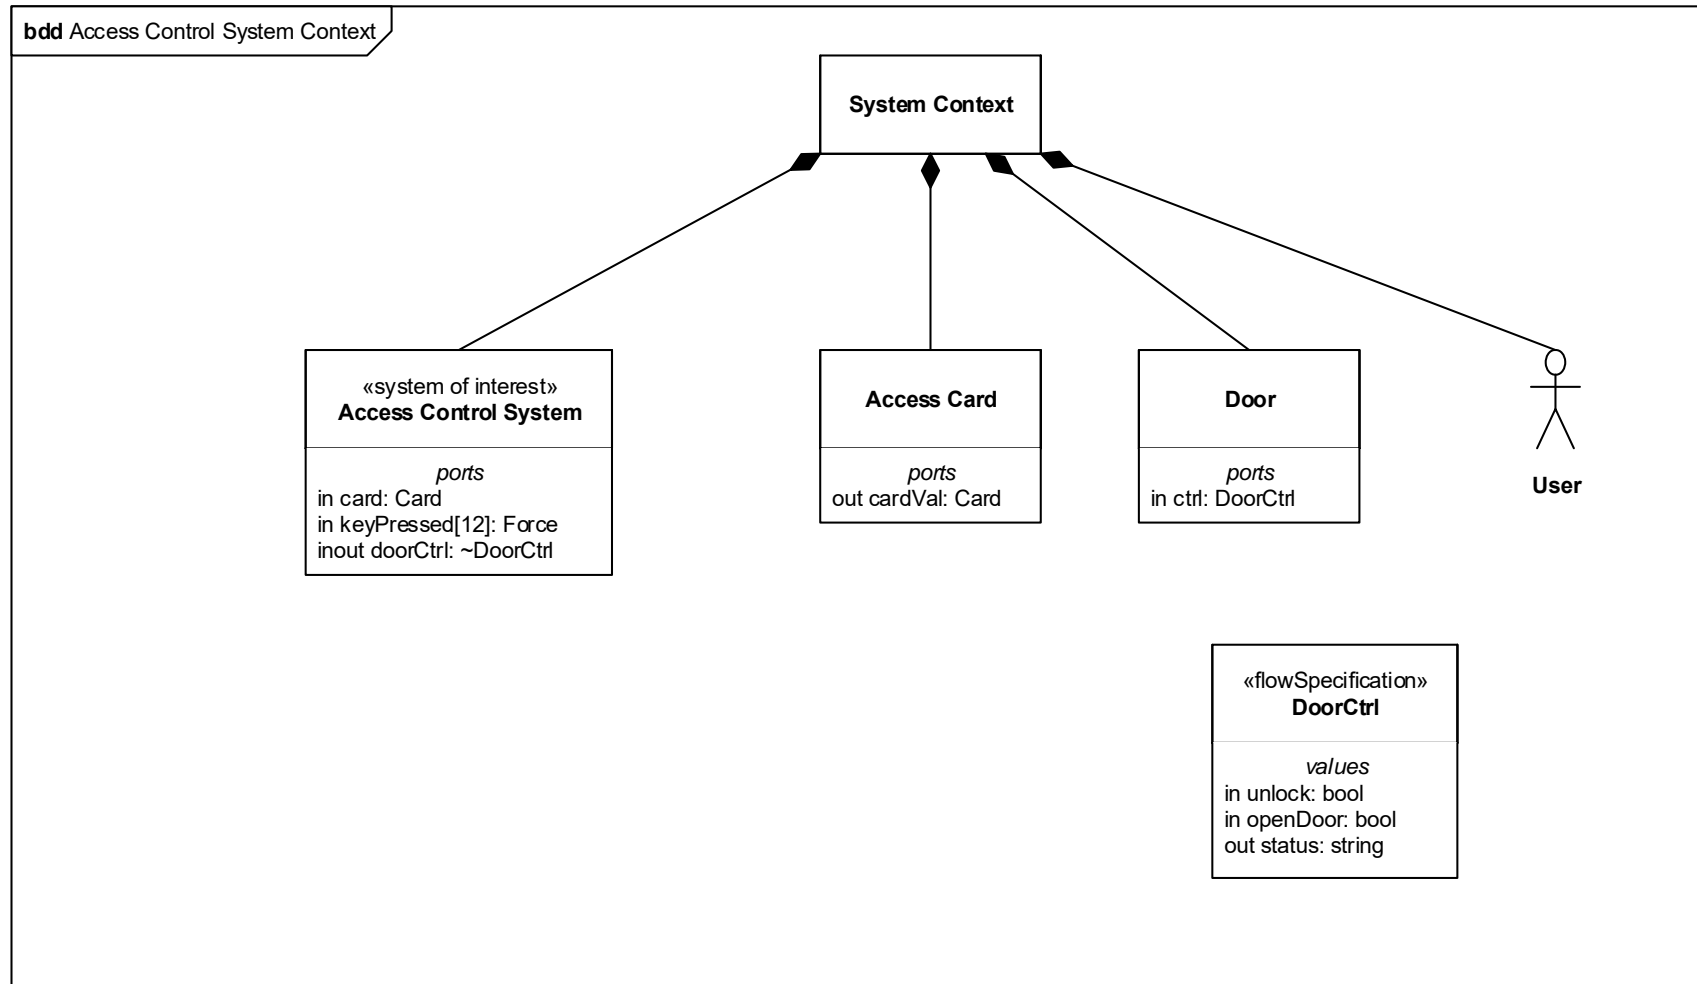 bdd Access Control System Context
System Context
«system of interest»
Access Control System
ports
in card: Card
in keyPressed[12]: Force
inout doorCtrl: ~DoorCtrl
Access Card
ports
out cardVal: Card
Door
ports
in ctrl: DoorCtrl
User
«flowSpecification»
DoorCtrl
values
in unlock: bool
in openDoor: bool
out status: string